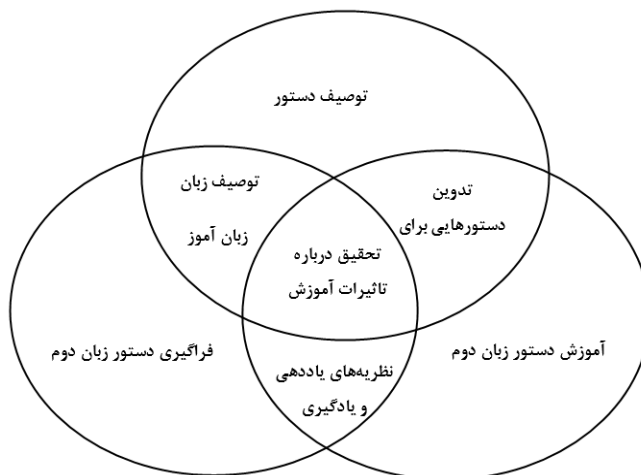 توصیف دستور
توصیف زبان
زبان آموز
تدوین
دستورهایی برای
تحقیق درباره
تاثیرات آموزش
فراگیری دستور زبان دوم
آموزش دستور زبان دوم
نظریه‌های یاددهی
و یادگیری